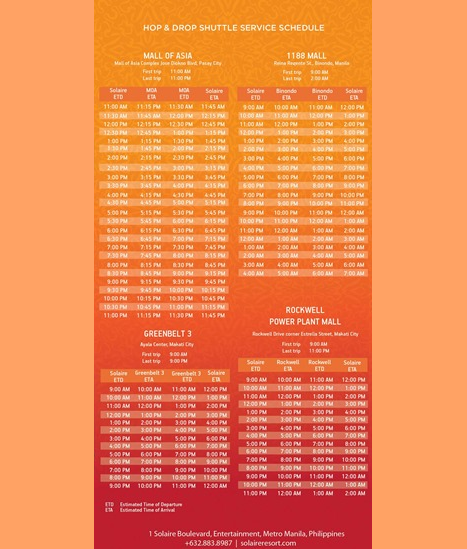 HOP & DROP SHUTTLE SERVICE SCHEDULE
MALL OF ASIA
Mall of Asia Complex Jose Diokno Blvd, Pasay City
First trip 11:00 AM
Last trip 11:00 PM
Solaire MOA MOA Solaire
ETD ETA ETD ETA
11:00 AM 11:15 PM 11:30 AM 11:45 AM
11:30 AM 11:45 AM 12:00 PM 12:15 PM
12:00 PM 12:15 PM 12:30 PM 12:45 PM
12:30 PM 12:45 PM 1:00 PM 1:15 PM
1:00 PM 1:15 PM 1:30 PM 1:45 PM
1:30 PM 1:45 PM 2:00 PM 2:15 PM
2:00 PM 2:15 PM 2:30 PM 2:45 PM
2:30 PM 2:45 PM 3:00 PM 3:15 PM
3:00 PM 3:15 PM 3:30 PM 3:45 PM
3:30 PM 3:45 PM 4:00 PM 4:15 PM
4:00 PM 4:15 PM 4:30 PM 4:45 PM
4:30 PM 4:45 PM 5:00 PM 5:15 PM
5:00 PM 5:15 PM 5:30 PM 5:45 PM
5:30 PM 5:45 PM 6:00 PM 6:15 PM
6:00 PM 6:15 PM 6:30 PM 6:45 PM
6:30 PM 6:45 PM 7:00 PM 7:15 PM
7:00 PM 7:15 PM 7:30 PM 7:45 PM
7:30 PM 7:45 PM 8:00 PM 8:15 PM
8:00 PM 8:15 PM 8:30 PM 8:45 PM
8:30 PM 8:45 PM 9:00 PM 9:15 PM
9:00 PM 9:15 PM 9:30 PM 9:45 PM
9:30 PM 9:45 PM 10:00 PM 10:15 PM
10:00 PM 10:15 PM 10:30 PM 10:45 PM
10:30 PM 10:45 PM 11:00 PM 11:15 PM
11:00 PM 11:15 PM 11:30 PM 11:45 PM
1188 MALL
Reina Regente St., Binondo, Manila
First trip 9:00 AM
Last trip 2:00 AM
Solaire Binondo Binondo Solaire
ETD ETA ETD ETA
9:00 AM 10:00 AM 11:00 AM 12:00 PM
10:00 AM 11:00 AM 12:00 PM 1:00 PM
11:00 AM 12:00 PM 1:00 PM 2:00 PM
12:00 PM 1:00 PM 2:00 PM 3:00 PM
1:00 PM 2:00 PM 3:00 PM 4:00 PM
2:00 PM 3:00 PM 4:00 PM 5:00 PM
3:00 PM 4:00 PM 5:00 PM 6:00 PM
4:00 PM 5:00 PM 6:00 PM 7:00 PM
5:00 PM 6:00 PM 7:00 PM 8:00 PM
6:00 PM 7:00 PM 8:00 PM 9:00 PM
7:00 PM 8:00 PM 9:00 PM 10:00 PM
8:00 PM 9:00 PM 10:00 PM 11:00 PM
9:00 PM 10:00 PM 11:00 PM 12:00 AM
10:00 PM 11:00 PM 12:00 AM 1:00 AM
11:00 PM 12:00 AM 1:00 AM 2:00 AM
12:00 AM 1:00 AM 2:00 AM 3:00 AM
1:00 AM 2:00 AM 3:00 AM 4:00 AM
2:00 AM 3:00 AM 4:00 AM 5:00 AM
3:00 AM 4:00 AM 5:00 AM 6:00 AM
4:00 AM 5:00 AM 6:00 AM 7:00 AM
GREENBELT 3
Ayala Center, Makati City
First trip 9:00 AM
Last trip 9:00 PM
Solaire Greenbelt 3 Greenbelt 3 Solaire
ETD ETA ETD ETA
9:00 AM 10:00 AM 11:00 AM 12:00 PM
10:00 AM 11:00 AM 12:00 PM 1:00 PM
11:00 AM 12:00 PM 1:00 PM 2:00 PM
12:00 PM 1:00 PM 2:00 PM 3:00 PM
1:00 PM 2:00 PM 3:00 PM 4:00 PM
2:00 PM 3:00 PM 4:00 PM 5:00 PM
3:00 PM 4:00 PM 5:00 PM 6:00 PM
4:00 PM 5:00 PM 6:00 PM 7:00 PM
5:00 PM 6:00 PM 7:00 PM 8:00 PM
6:00 PM 7:00 PM 8:00 PM 9:00 PM
7:00 PM 8:00 PM 9:00 PM 10:00 PM
8:00 PM 9:00 PM 10:00 PM 11:00 PM
9:00 PM 10:00 PM 11:00 PM 12:00 AM
ETD Estimated Time of Departure
ETA Estimated Time of Arrival
ROCKWELL
POWER PLANT MALL
Rockwell Drive corner Estrella Street, Makati City
First trip 9:00 AM
Last trip 11:00 PM
Solaire Rockwell Rockwell Solaire
ETD ETA ETD ETA
9:00 AM 10:00 AM 11:00 AM 12:00 PM
10:00 AM 11:00 AM 12:00 PM 1:00 PM
11:00 AM 12:00 PM 1:00 PM 2:00 PM
12:00 PM 1:00 PM 2:00 PM 3:00 PM
1:00 PM 2:00 PM 3:00 PM 4:00 PM
2:00 PM 3:00 PM 4:00 PM 5:00 PM
3:00 PM 4:00 PM 5:00 PM 6:00 PM
4:00 PM 5:00 PM 6:00 PM 7:00 PM
5:00 PM 6:00 PM 7:00 PM 8:00 PM
6:00 PM 7:00 PM 8:00 PM 9:00 PM
7:00 PM 8:00 PM 9:00 PM 10:00 PM
8:00 PM 9:00 PM 10:00 PM 11:00 PM
9:00 PM 10:00 PM 11:00 PM 12:00 AM
10:00 PM 11:00 PM 12:00 AM 1:00 AM
11:00 PM 12:00 AM 1:00 AM 2:00 AM
1 Solaire Boulevard, Entertainment, Metro Manila, Philippines
+632.883.8987 | solaireresort.com